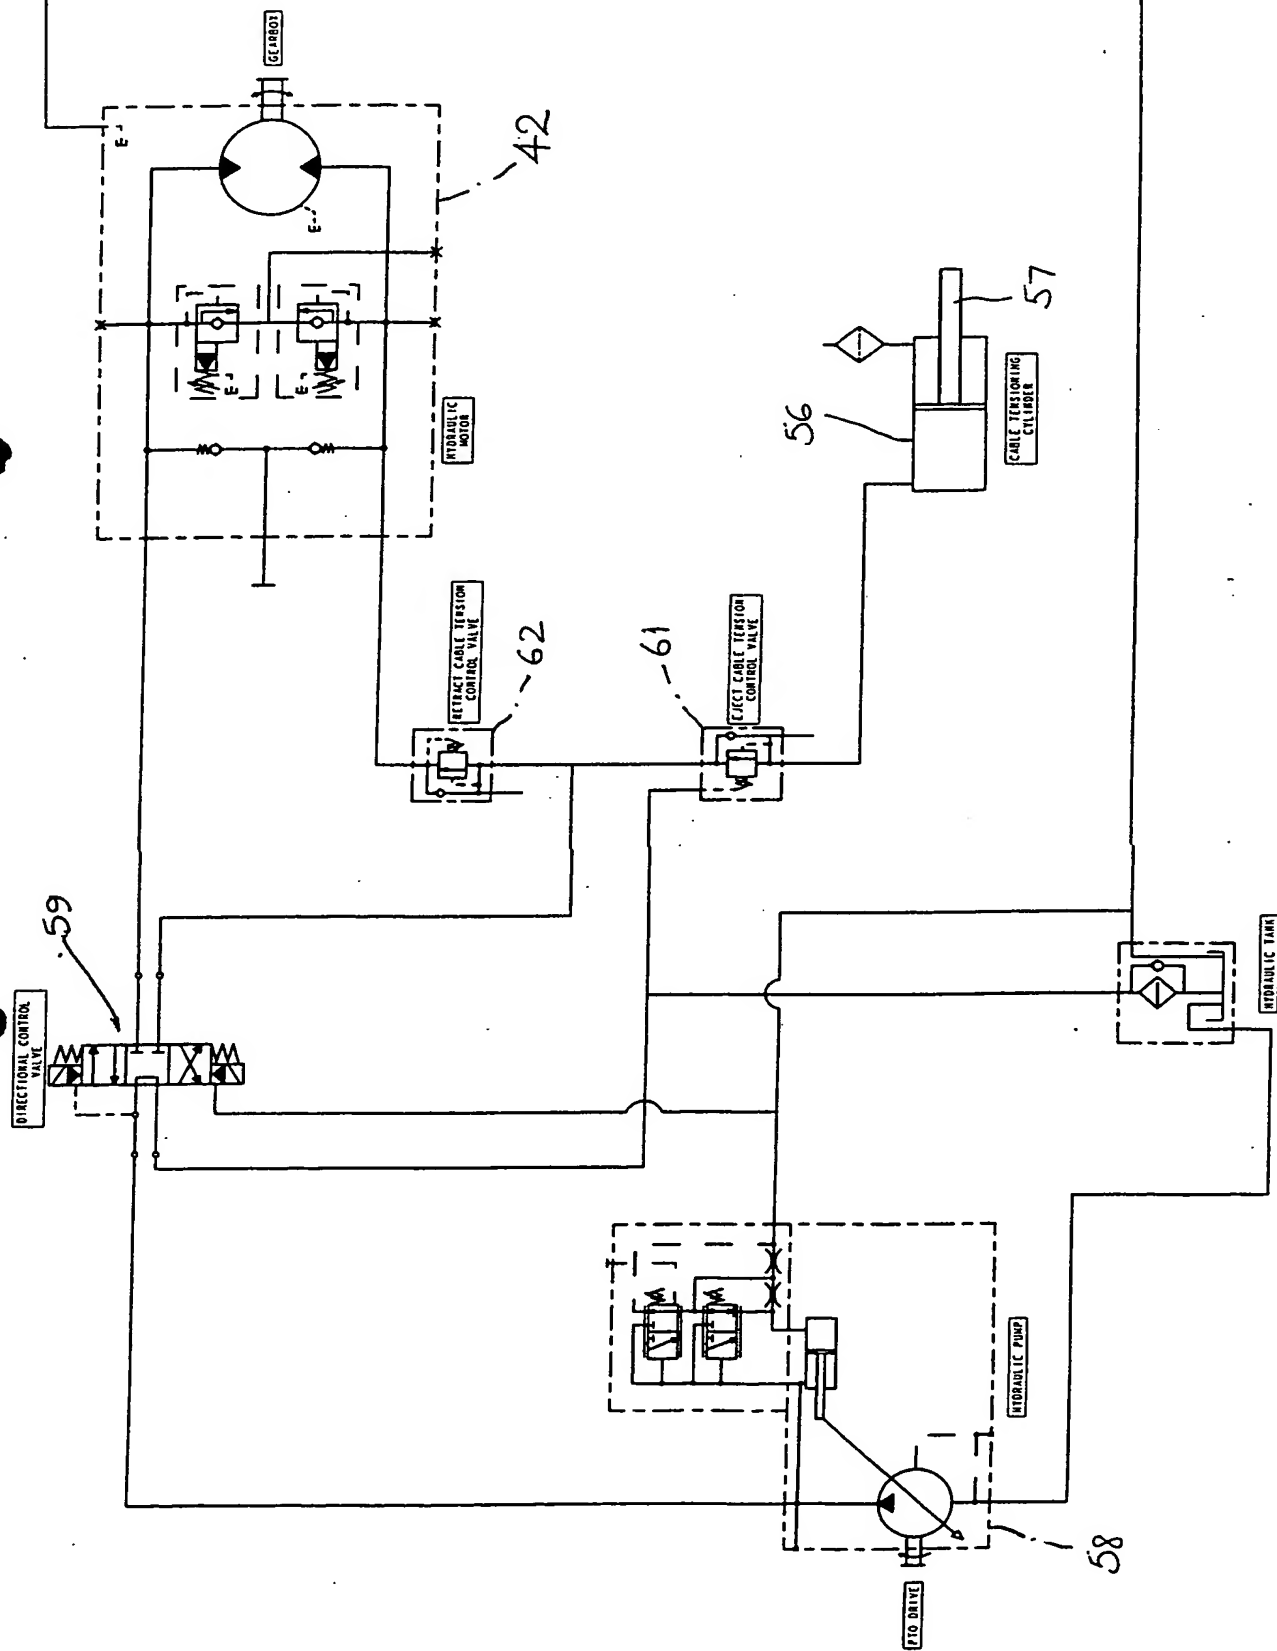 GEARBOX
E
E
42
E
E
HYDRAULIC
MOTOR
57
56
CABLE TENSIONING
CYLINDER
RETRACT CABLE TENSION
CONTROL VALVE
62
61
EJECT CABLE TENSION
CONTROL VALVE
59
DIRECTIONAL CONTROL
VALVE
HYDRAULIC TANK
HYDRAULIC PUMP
58
PTO DRIVE